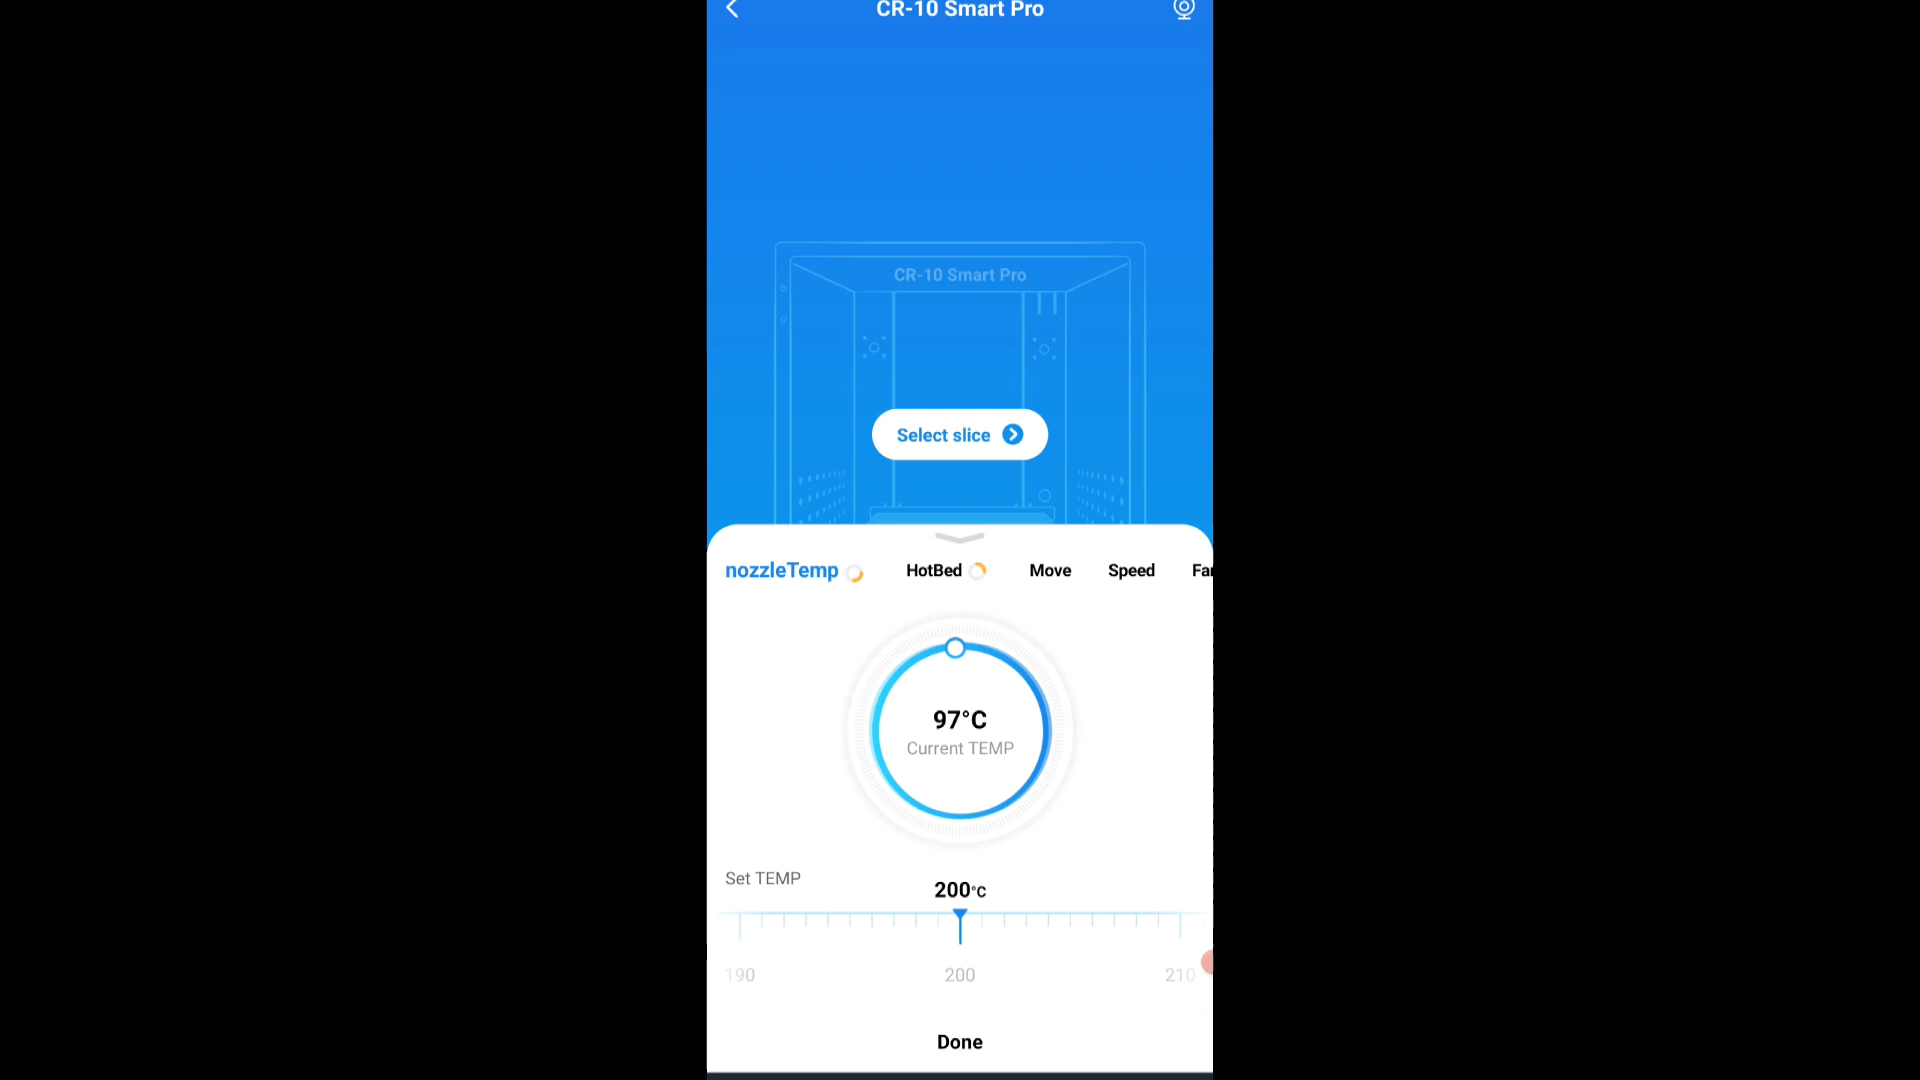 CR-10 Smart Pro
CR-10 Smart Pro
Select slice
nozzleTemp HotBed Move Speed
97°C
Current TEMP
Set TEMP
200°C
190 200 210
Done